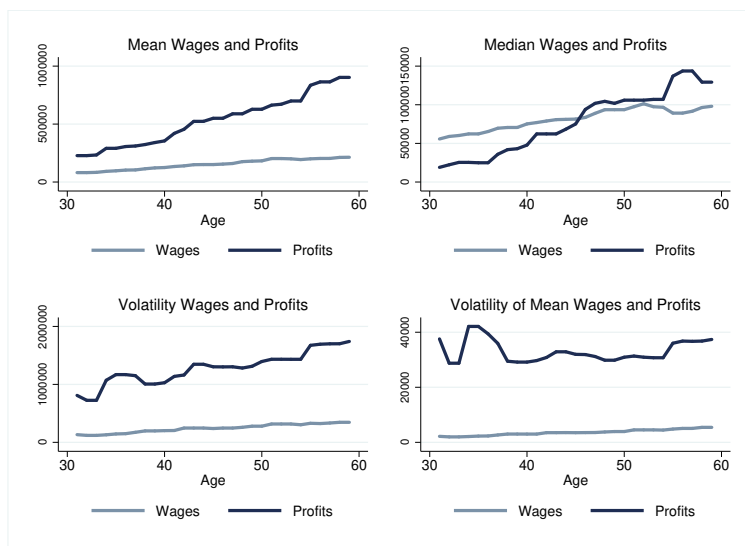 Mean Wages and Profits
1000000
500000
0
30 40 50 60
Age
Wages Profits
Median Wages and Profits
150000
100000
50000
0
30 40 50 60
Age
Wages Profits
Volatility Wages and Profits
2000000
1000000
0
30 40 50 60
Age
Wages Profits
Volatility of Mean Wages and Profits
40000
20000
0
30 40 50 60
Age
Wages Profits